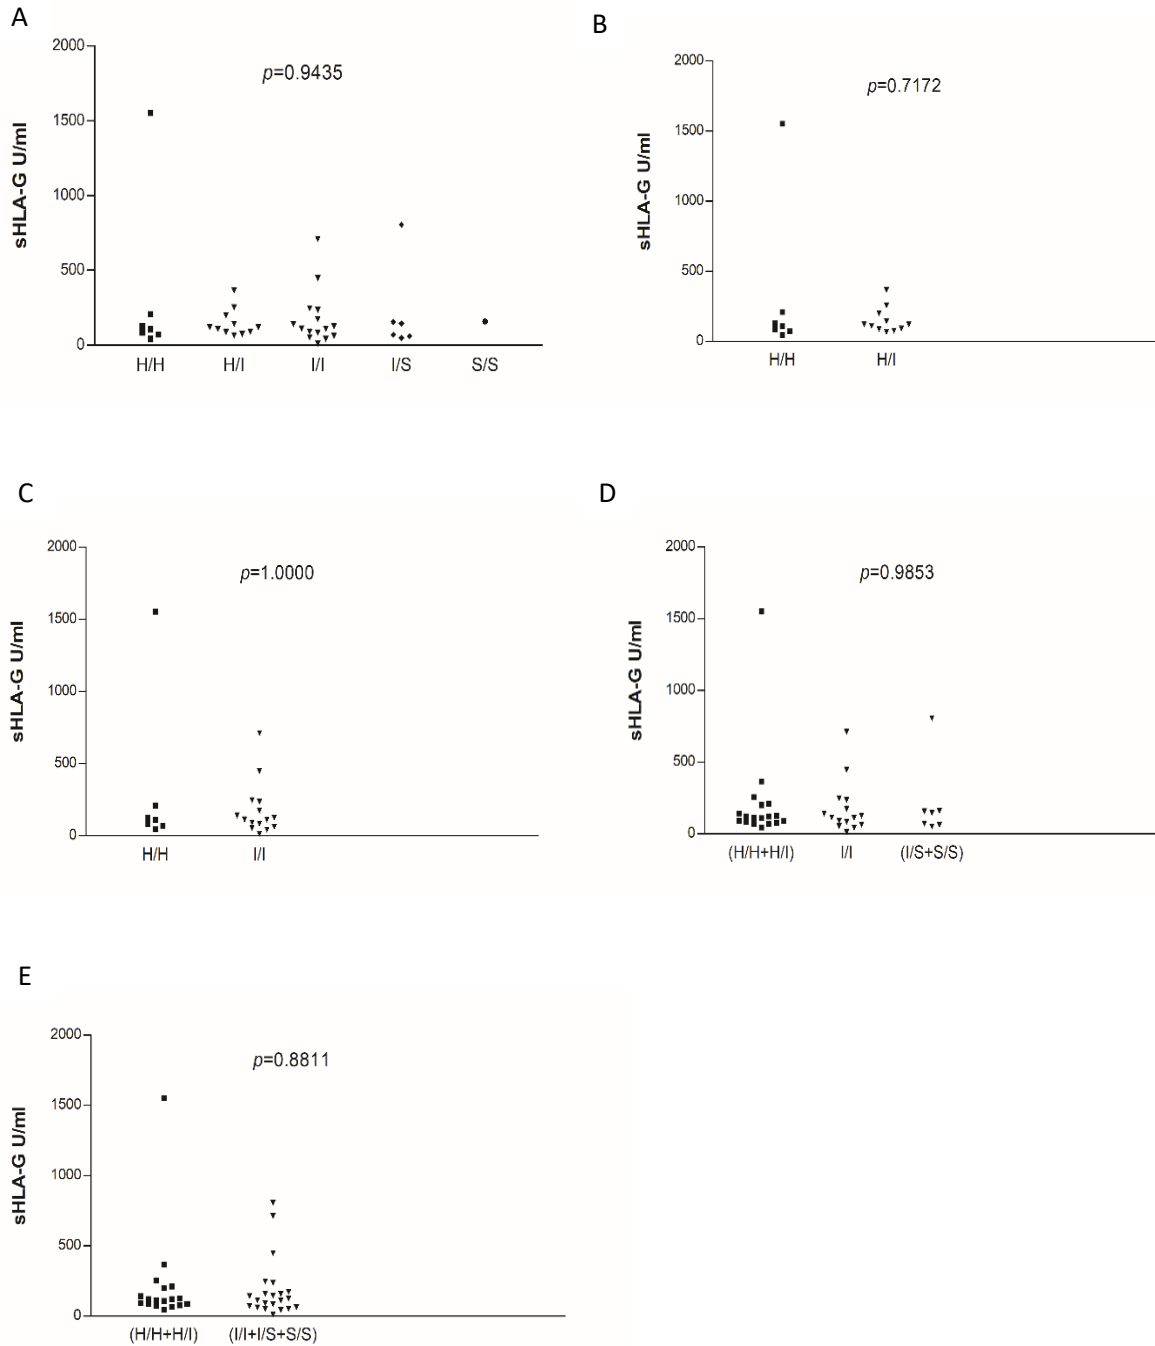 A
sHLA-G U/ml
2000
1500
1000
500
0
p=0.9435
H/H H/I I/I I/S S/S
B
sHLA-G U/ml
2000
1500
1000
500
0
p=0.7172
H/H H/I
C
sHLA-G U/ml
2000
1500
1000
500
0
p=1.0000
H/H I/I
D
sHLA-G U/ml
2000
1500
1000
500
0
p=0.9853
(H/H+H/I) I/I (I/S+S/S)
E
sHLA-G U/ml
2000
1500
1000
500
0
p=0.8811
(H/H+H/I) (I/I+I/S+S/S)